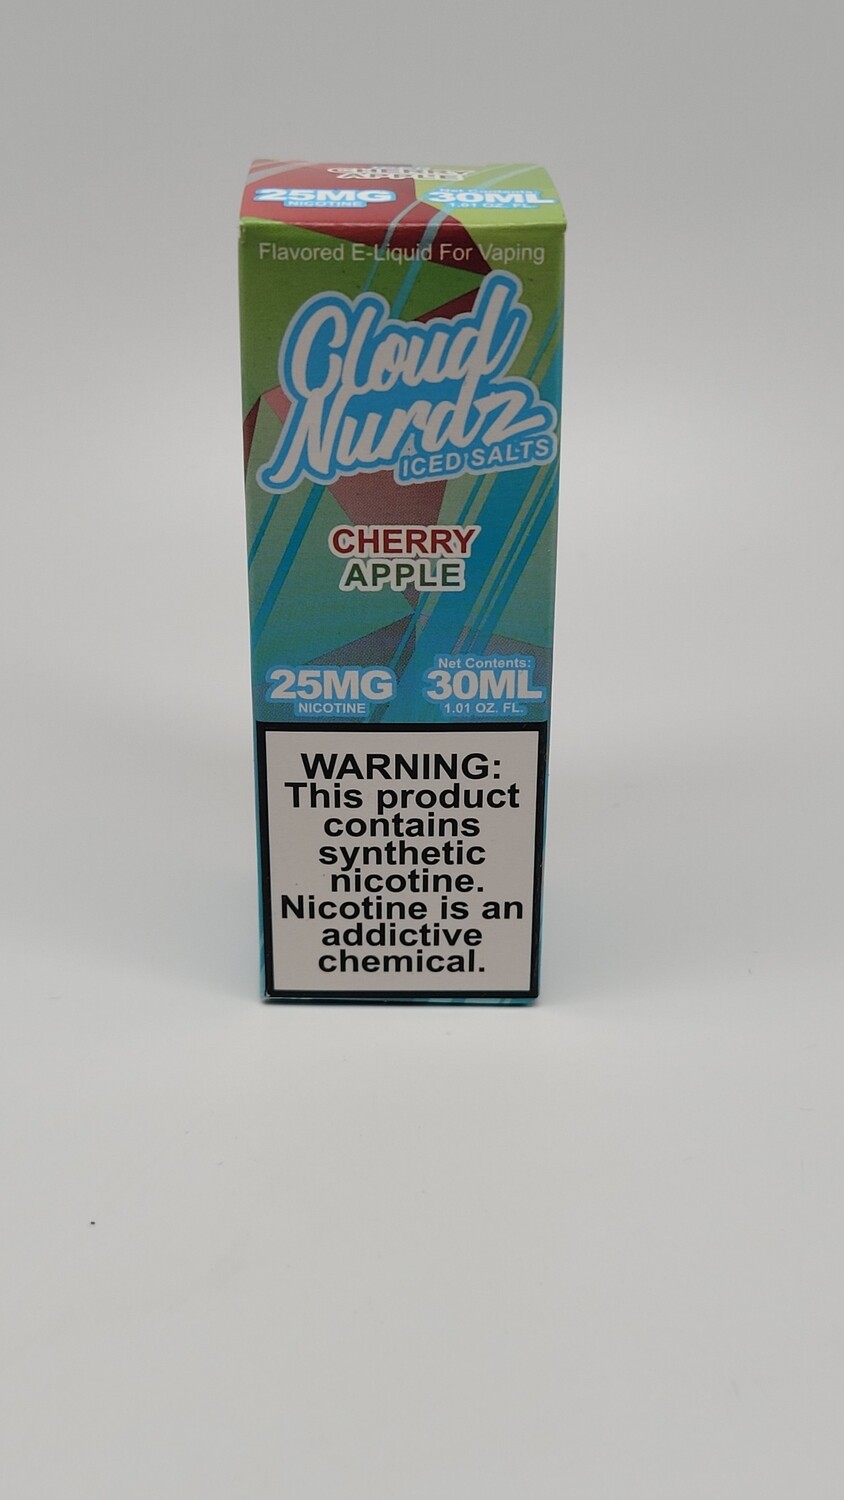 CHERRY
APPLE
25MG
NICOTINE
Net Contents:
30ML
1.01 OZ. FL.
Flavored E-Liquid For Vaping
Cloud
Nurdz
ICED SALTS
CHERRY
APPLE
25MG
NICOTINE
Net Contents:
30ML
1.01 OZ. FL.
WARNING:
This product
contains
synthetic
nicotine.
Nicotine is an
addictive
chemical.